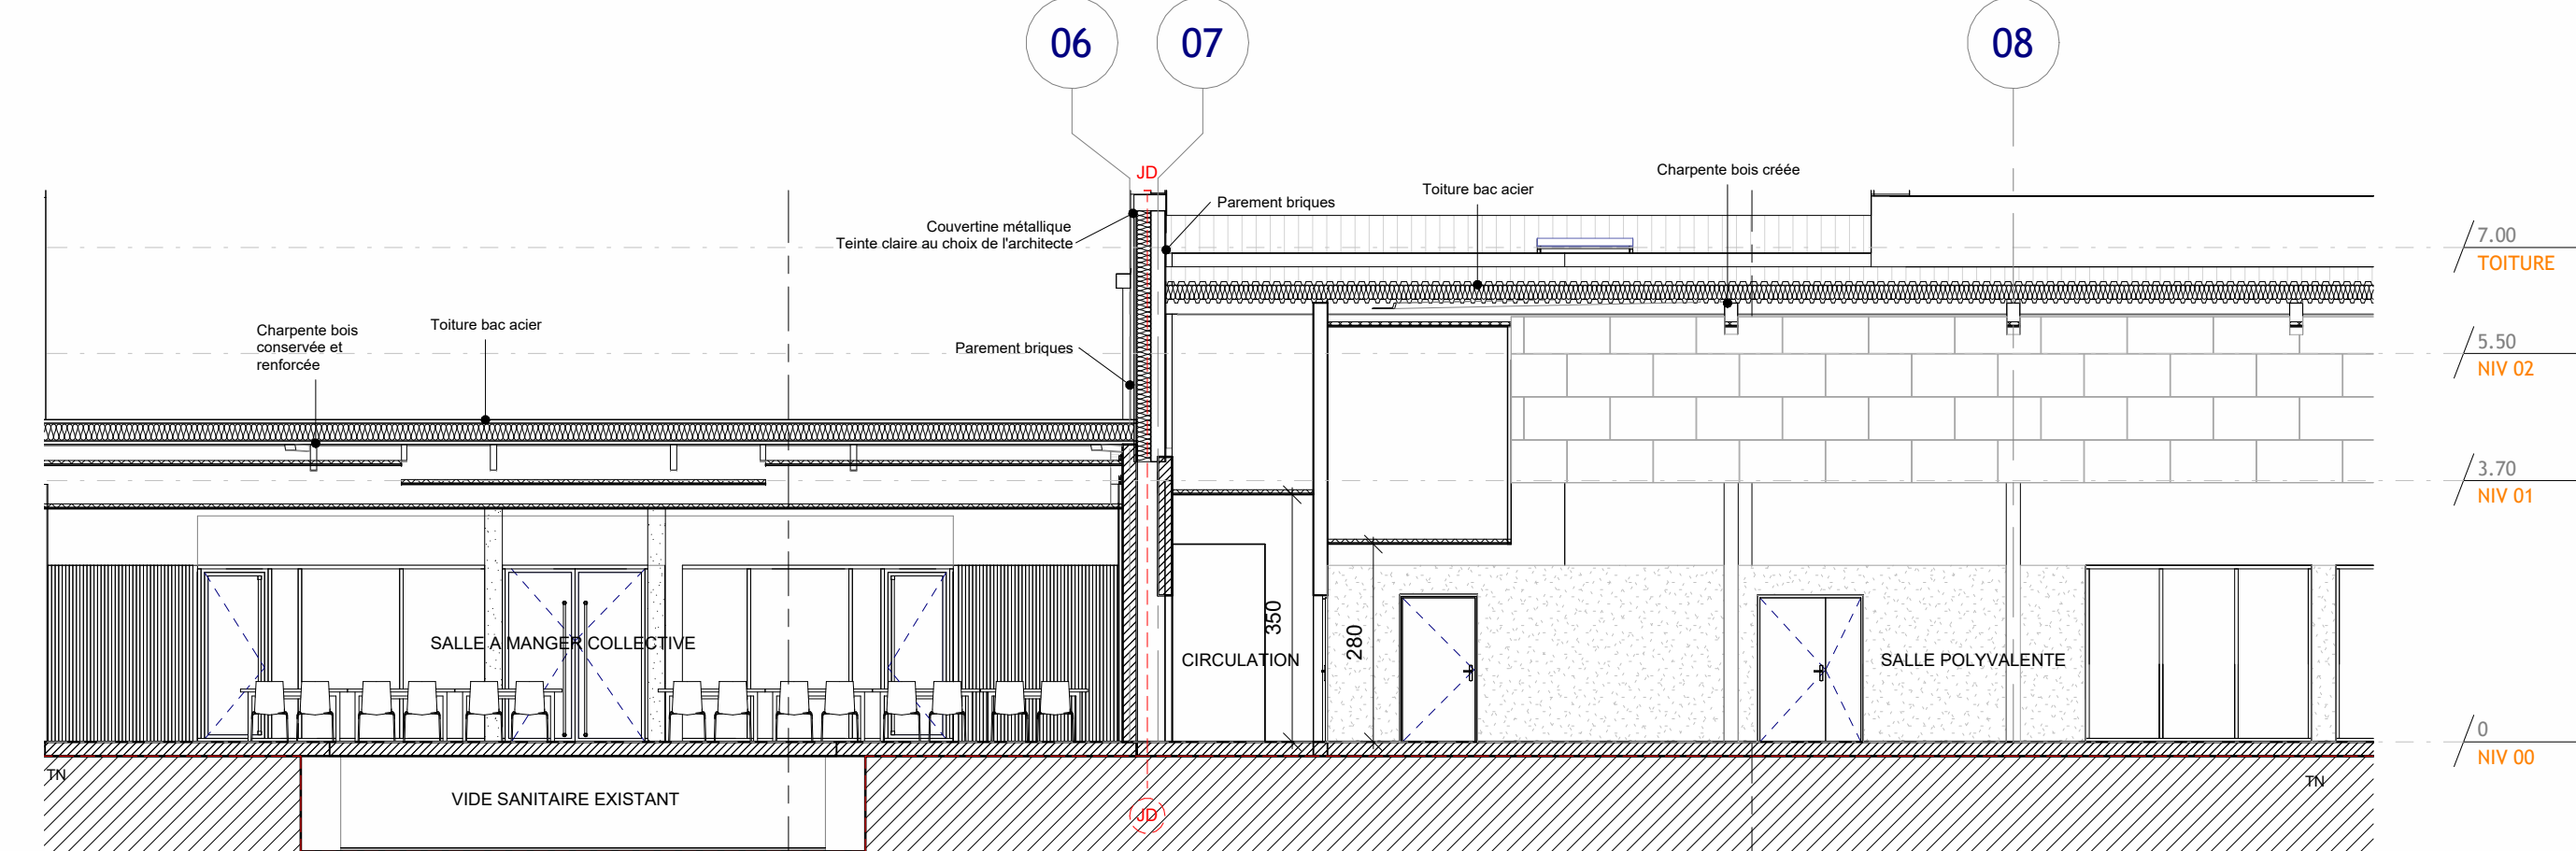 06
07
08
JD
Charpente bois créée
Toiture bac acier
Parement briques
Couvertine métallique
Teinte claire au choix de l'architecte
7.00
TOITURE
Charpente bois
conservée et
renforcée
Toiture bac acier
Parement briques
5.50
NIV 02
3.70
NIV 01
350
280
SALLE A MANGER COLLECTIVE
CIRCULATION
SALLE POLYVALENTE
0
NIV 00
TN
TN
VIDE SANITAIRE EXISTANT
JD